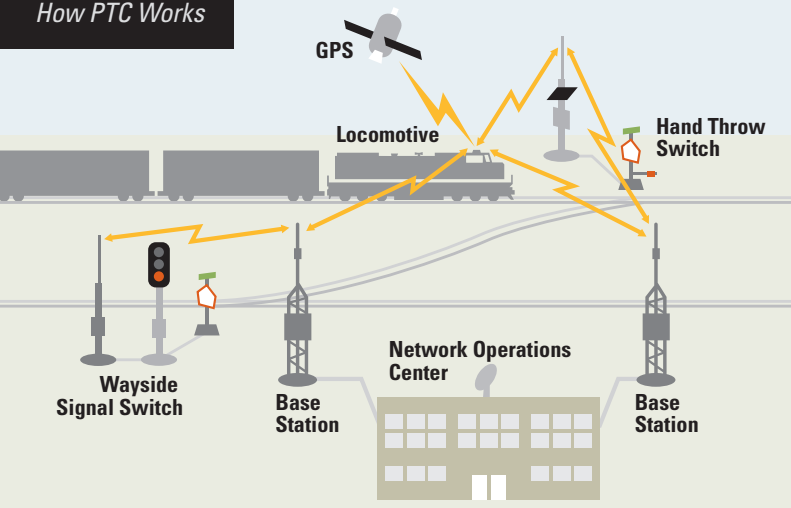 How PTC Works
GPS
Locomotive
Hand Throw
Switch
Network Operations
Center
Wayside
Signal Switch
Base
Station
Base
Station